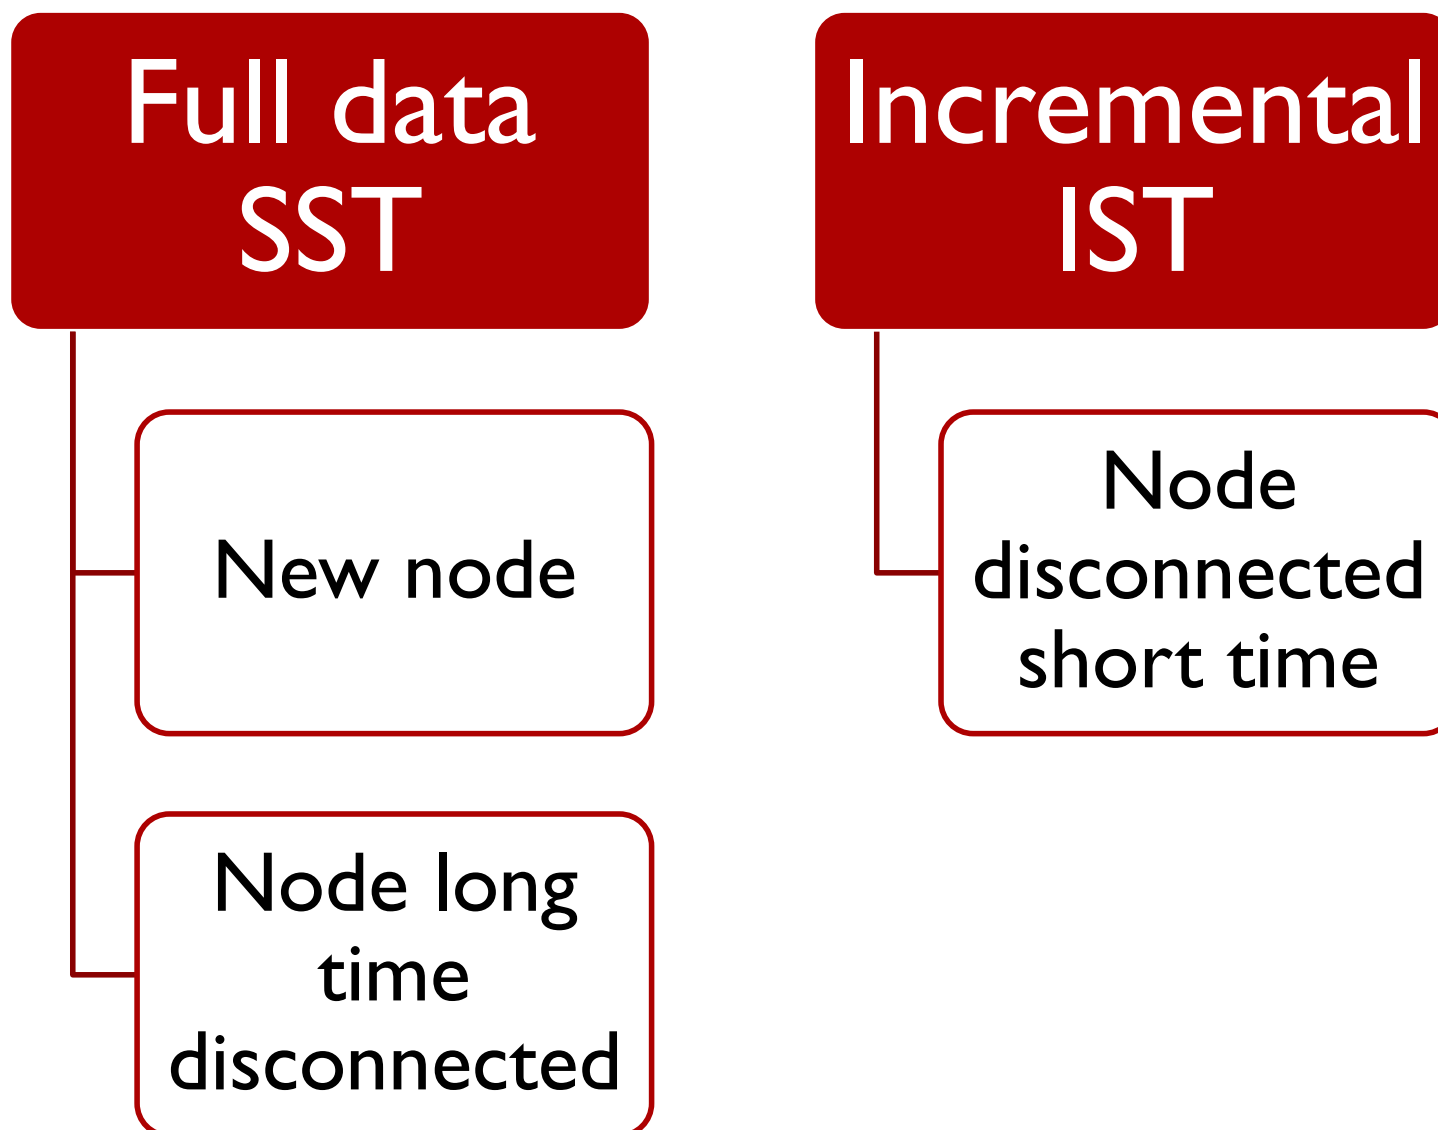 Full data
SST
New node
Node long
time
disconnected
Incremental
IST
Node
disconnected
short time